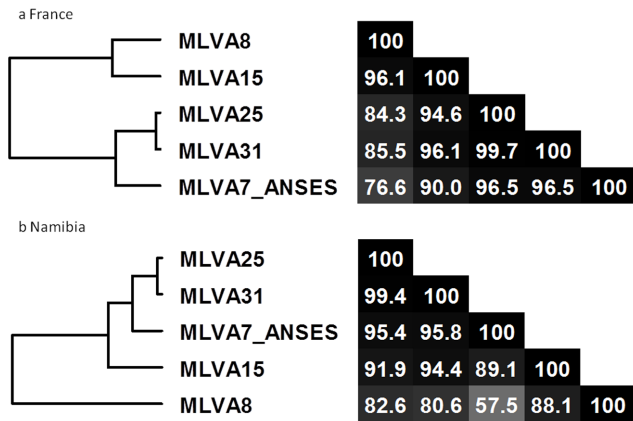 a France
MLVA8 100
MLVA15 96.1 100
MLVA25 84.3 94.6 100
MLVA31 85.5 96.1 99.7 100
MLVA7_ANSES 76.6 90.0 96.5 96.5 100
b Namibia
MLVA25 100
MLVA31 99.4 100
MLVA7_ANSES 95.4 95.8 100
MLVA15 91.9 94.4 89.1 100
MLVA8 82.6 80.6 57.5 88.1 100